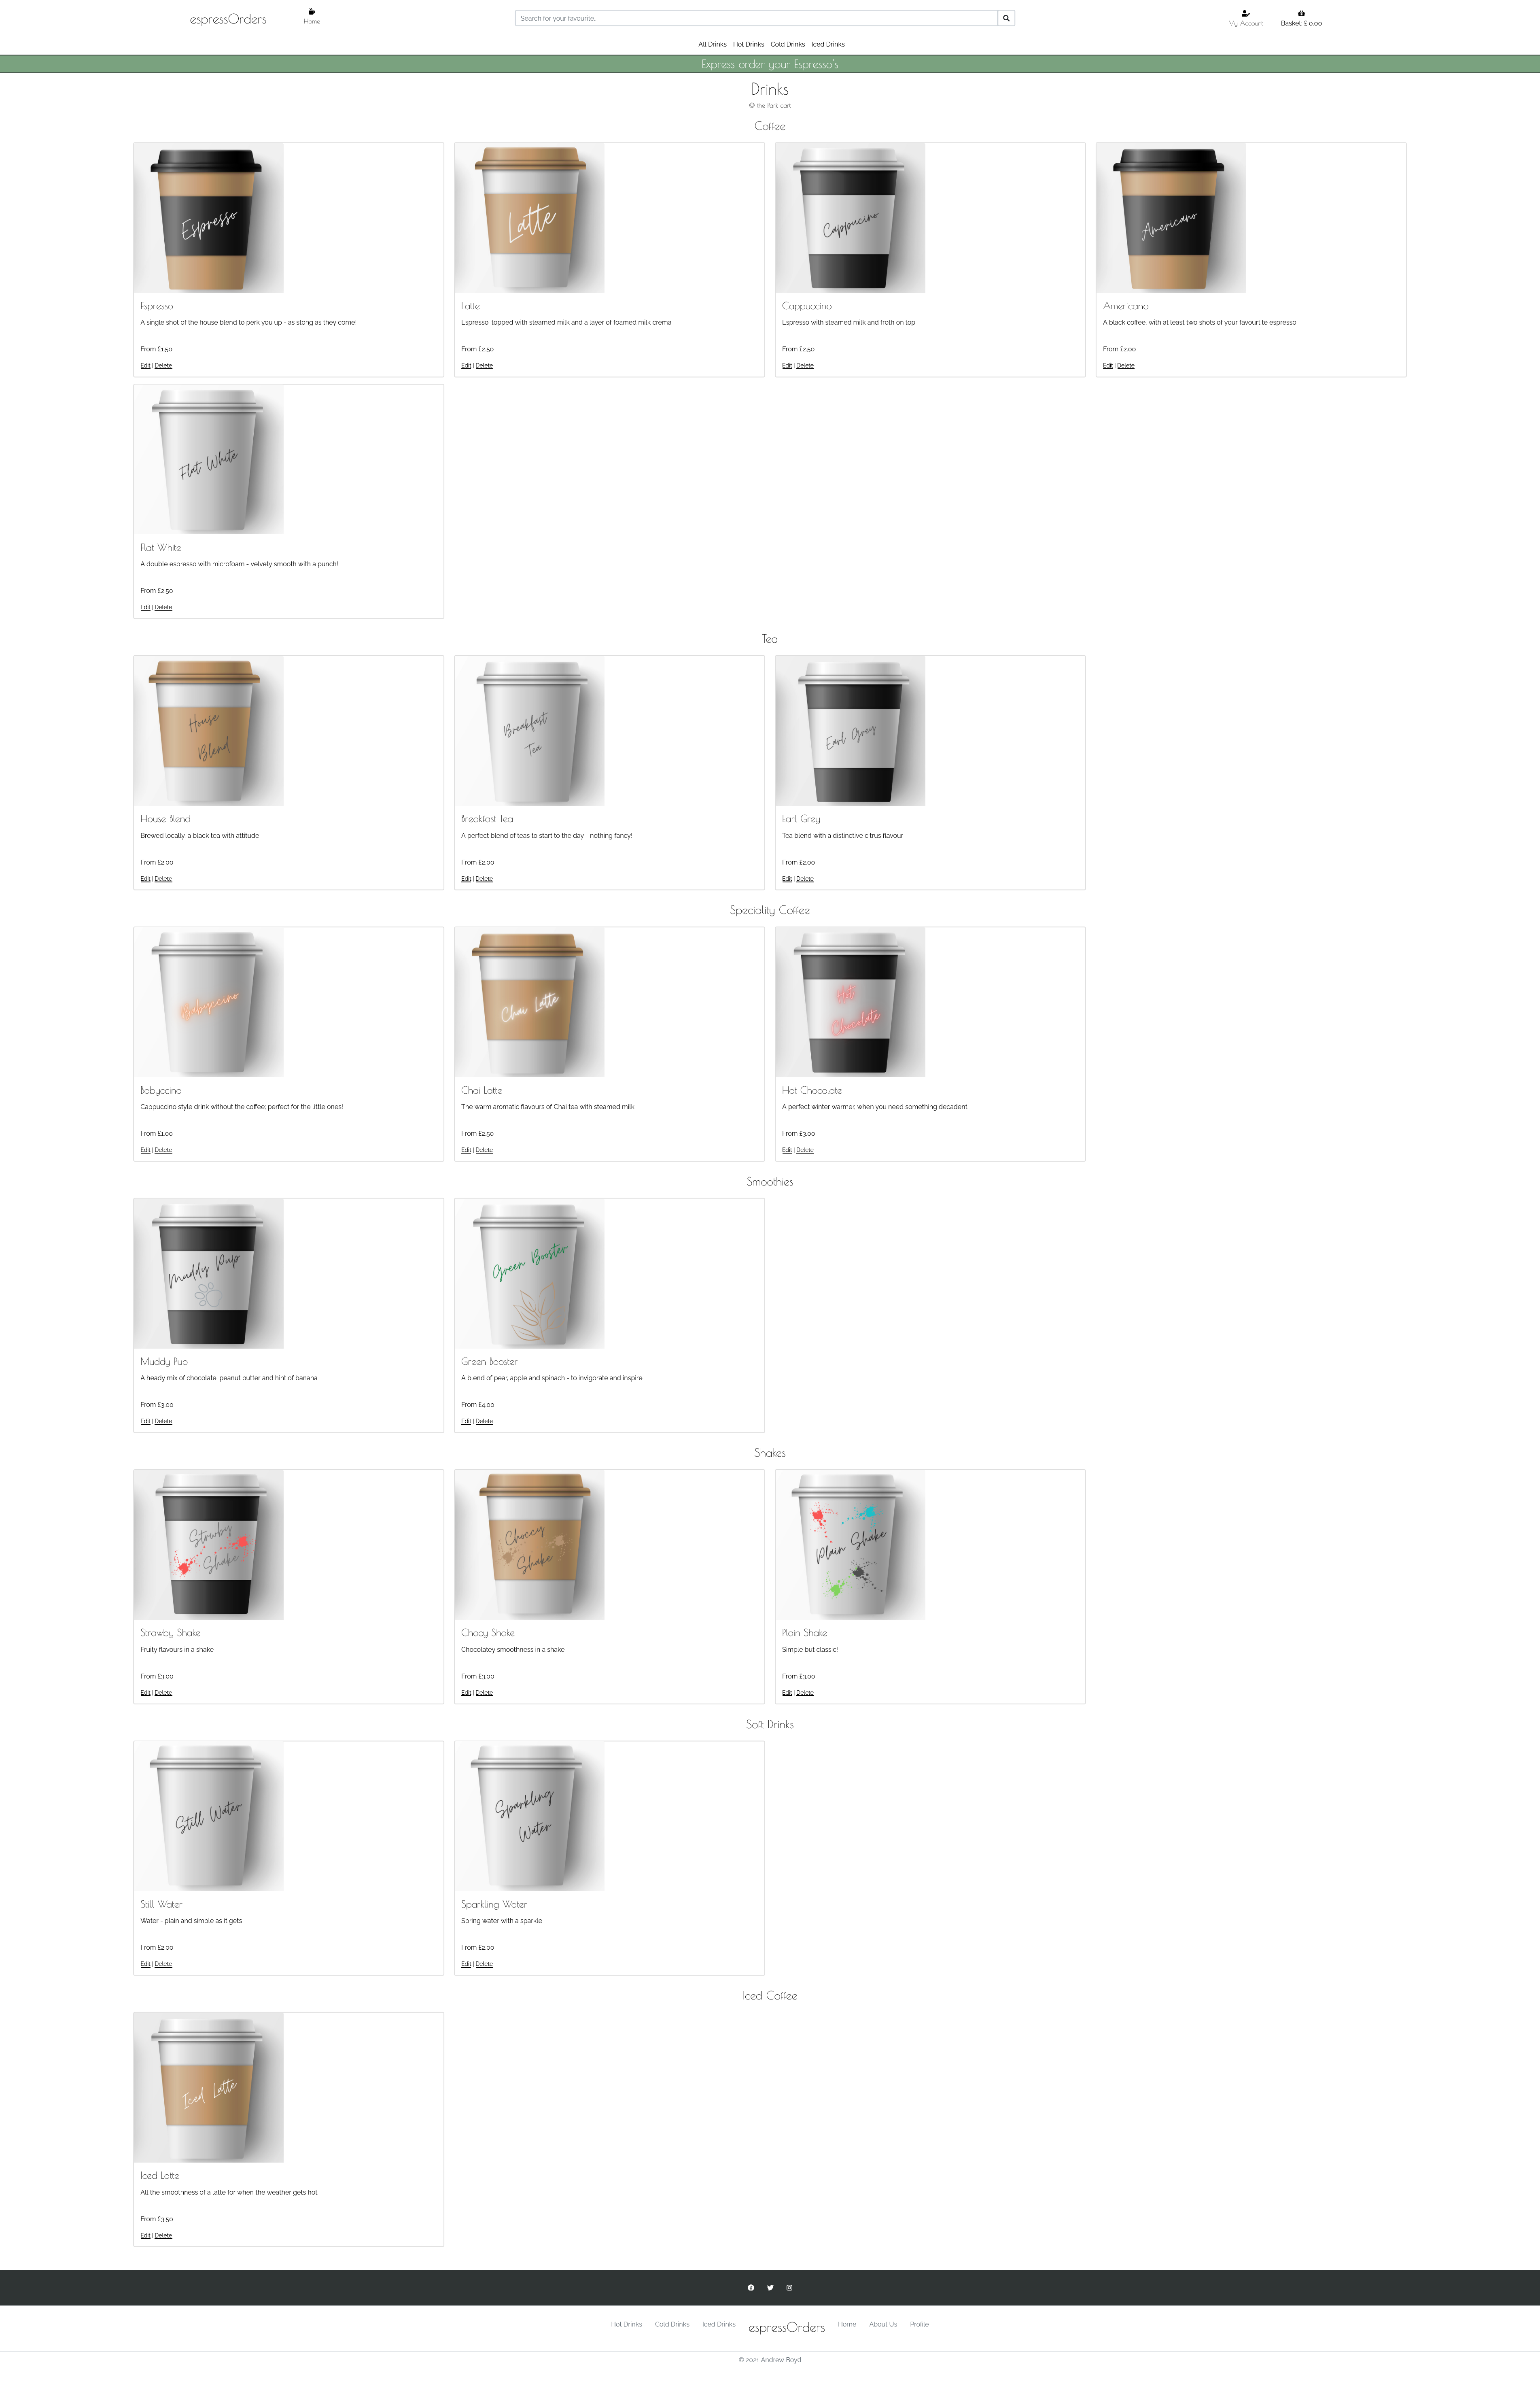 espressOrders
Home
Search for your favourite...
My Account
Basket: £ 0.00
All Drinks Hot Drinks Cold Drinks Iced Drinks
Express order your Espresso's
Drinks
the Park cart
Coffee
Espresso
Latte
Cappucino
Americano
Espresso
A single shot of the house blend to perk you up - as stong as they come!
From £1.50
Edit | Delete
Latte
Espresso, topped with steamed milk and a layer of foamed milk crema
From £2.50
Edit | Delete
Cappuccino
Espresso with steamed milk and froth on top
From £2.50
Edit | Delete
Americano
A black coffee, with at least two shots of your favourtite espresso
From £2.00
Edit | Delete
Flat White
Flat White
A double espresso with microfoam - velvety smooth with a punch!
From £2.50
Edit | Delete
Tea
House
Blend
Breakfast
Tea
Earl Grey
House Blend
Brewed locally, a black tea with attitude
From £2.00
Edit | Delete
Breakfast Tea
A perfect blend of teas to start to the day - nothing fancy!
From £2.00
Edit | Delete
Earl Grey
Tea blend with a distinctive citrus flavour
From £2.00
Edit | Delete
Speciality Coffee
Babyccino
Chai Latte
Hot
Chocolate
Babyccino
Cappuccino style drink without the coffee; perfect for the little ones!
From £1.00
Edit | Delete
Chai Latte
The warm aromatic flavours of Chai tea with steamed milk
From £2.50
Edit | Delete
Hot Chocolate
A perfect winter warmer, when you need something decadent
From £3.00
Edit | Delete
Smoothies
Muddy Pup
Green Booster
Muddy Pup
A heady mix of chocolate, peanut butter and hint of banana
From £3.00
Edit | Delete
Green Booster
A blend of pear, apple and spinach - to invigorate and inspire
From £4.00
Edit | Delete
Shakes
Strawby
Shake
Choccy
Shake
Plain Shake
Strawby Shake
Fruity flavours in a shake
From £3.00
Edit | Delete
Chocy Shake
Chocolatey smoothness in a shake
From £3.00
Edit | Delete
Plain Shake
Simple but classic!
From £3.00
Edit | Delete
Soft Drinks
Still Water
Sparkling
Water
Still Water
Water - plain and simple as it gets
From £2.00
Edit | Delete
Sparkling Water
Spring water with a sparkle
From £2.00
Edit | Delete
Iced Coffee
Iced Latte
Iced Latte
All the smoothness of a latte for when the weather gets hot
From £3.50
Edit | Delete
Hot Drinks Cold Drinks Iced Drinks espressOrders Home About Us Profile
© 2021 Andrew Boyd